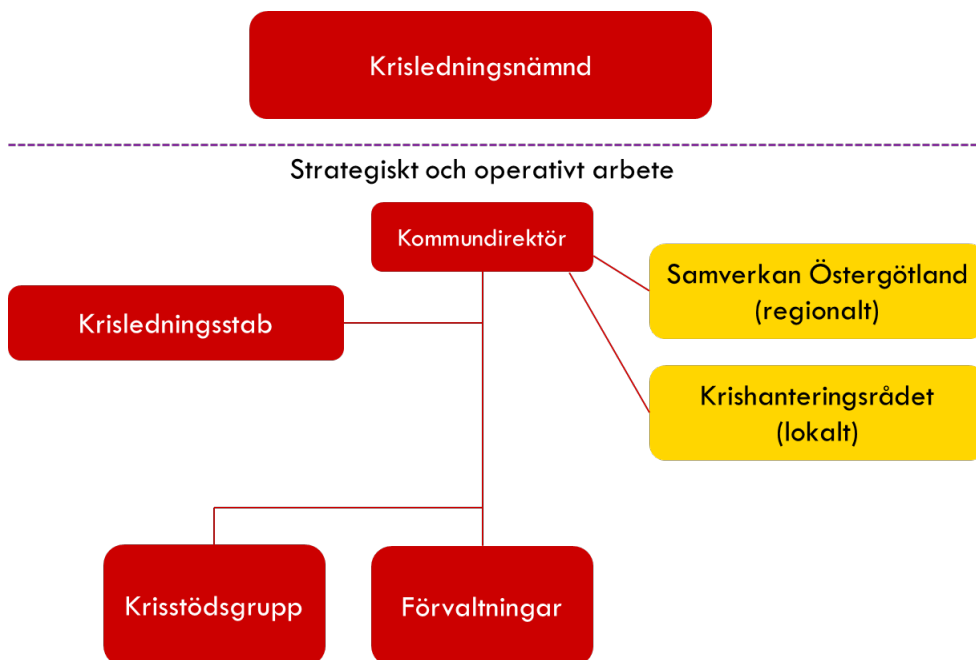 Krisledningsnämnd
Strategiskt och operativt arbete
Kommundirektör
Samverkan Östergötland
(regionalt)
Krisledningsstab
Krishanteringsrådet
(lokalt)
Krisstödsgrupp
Förvaltningar